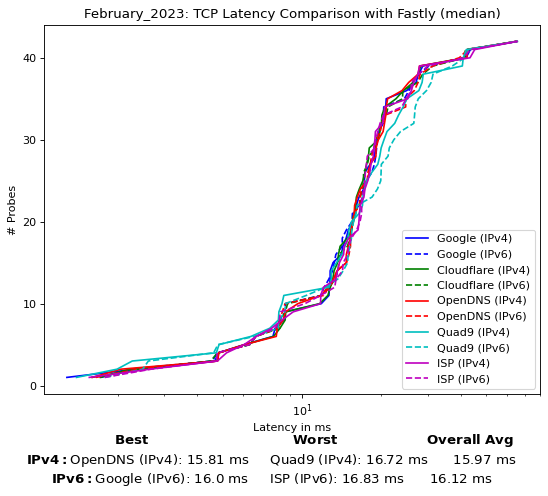 February_2023: TCP Latency Comparison with Fastly (median)
# Probes
40
30
20
10
0
10^1
Latency in ms
Google (IPv4)
Google (IPv6)
Cloudflare (IPv4)
Cloudflare (IPv6)
OpenDNS (IPv4)
OpenDNS (IPv6)
Quad9 (IPv4)
Quad9 (IPv6)
ISP (IPv4)
ISP (IPv6)
Best Worst Overall Avg
IPv4: OpenDNS (IPv4): 15.81 ms Quad9 (IPv4): 16.72 ms 15.97 ms
IPv6: Google (IPv6): 16.0 ms ISP (IPv6): 16.83 ms 16.12 ms